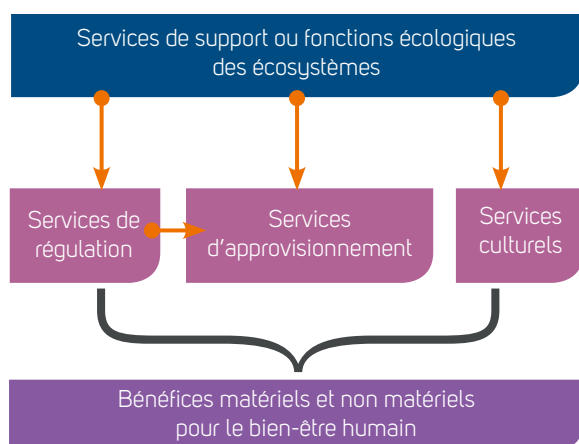 Services de support ou fonctions écologiques
des écosystèmes
Services de
régulation
Services
d'approvisionnement
Services
culturels
Bénéfices matériels et non matériels
pour le bien-être humain